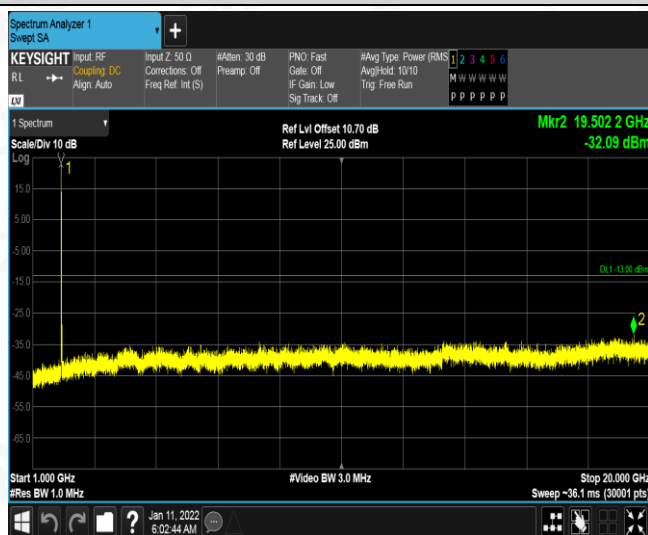 Spectrum Analyzer 1
Swept SA
+
KEYSIGHT
RL
Input: RF
Coupling: DC
Align: Auto
Input Z: 50 Ω
Corrections: Off
Freq Ref: Int (S)
#Atten: 30 dB
Preamp: Off
PNO: Fast
Gate: Off
IF Gain: Low
Sig Track: Off
#Avg Type: Power (RMS
Avg|Hold: 10/10
Trig: Free Run
1 2 3 4 5 6
M W W W W W
P P P P P P
LXI
1 Spectrum
Scale/Div 10 dB
Ref Lvl Offset 10.70 dB
Ref Level 25.00 dBm
Mkr2 19.502 2 GHz
-32.09 dBm
Log
1
15.0
5.00
-5.00
DL1 -13.00 dBm
-15.0
-25.0
2
-35.0
-45.0
-55.0
-65.0
Start 1.000 GHz
#Res BW 1.0 MHz
#Video BW 3.0 MHz
Stop 20.000 GHz
Sweep ~36.1 ms (30001 pts)
?
Jan 11, 2022
6:02:44 AM